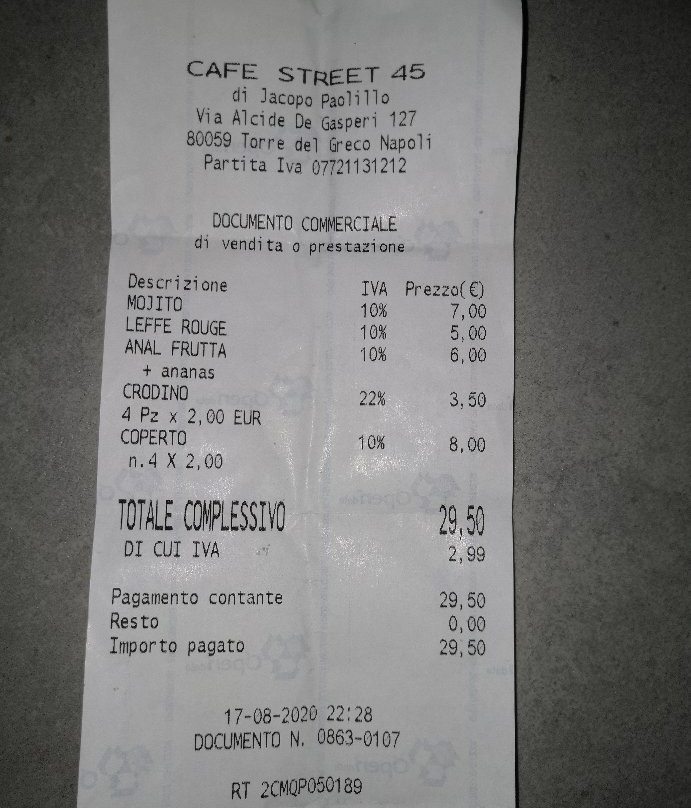 CAFE STREET 45
di Jacopo Paolillo
Via Alcide De Gasperi 127
80059 Torre del Greco Napoli
Partita Iva 07721131212
DOCUMENTO COMMERCIALE
di vendita o prestazione
Descrizione IVA Prezzo(€)
MOJITO 10% 7,00
LEFFE ROUGE 10% 5,00
ANAL FRUTTA 10% 6,00
+ ananas
CRODINO 22% 3,50
4 Pz x 2,00 EUR
COPERTO 10% 8,00
n.4 X 2,00
TOTALE COMPLESSIVO 29,50
DI CUI IVA 2,99
Pagamento contante 29,50
Resto 0,00
Importo pagato 29,50
17-08-2020 22:28
DOCUMENTO N. 0863-0107
RT 2CMQP050189